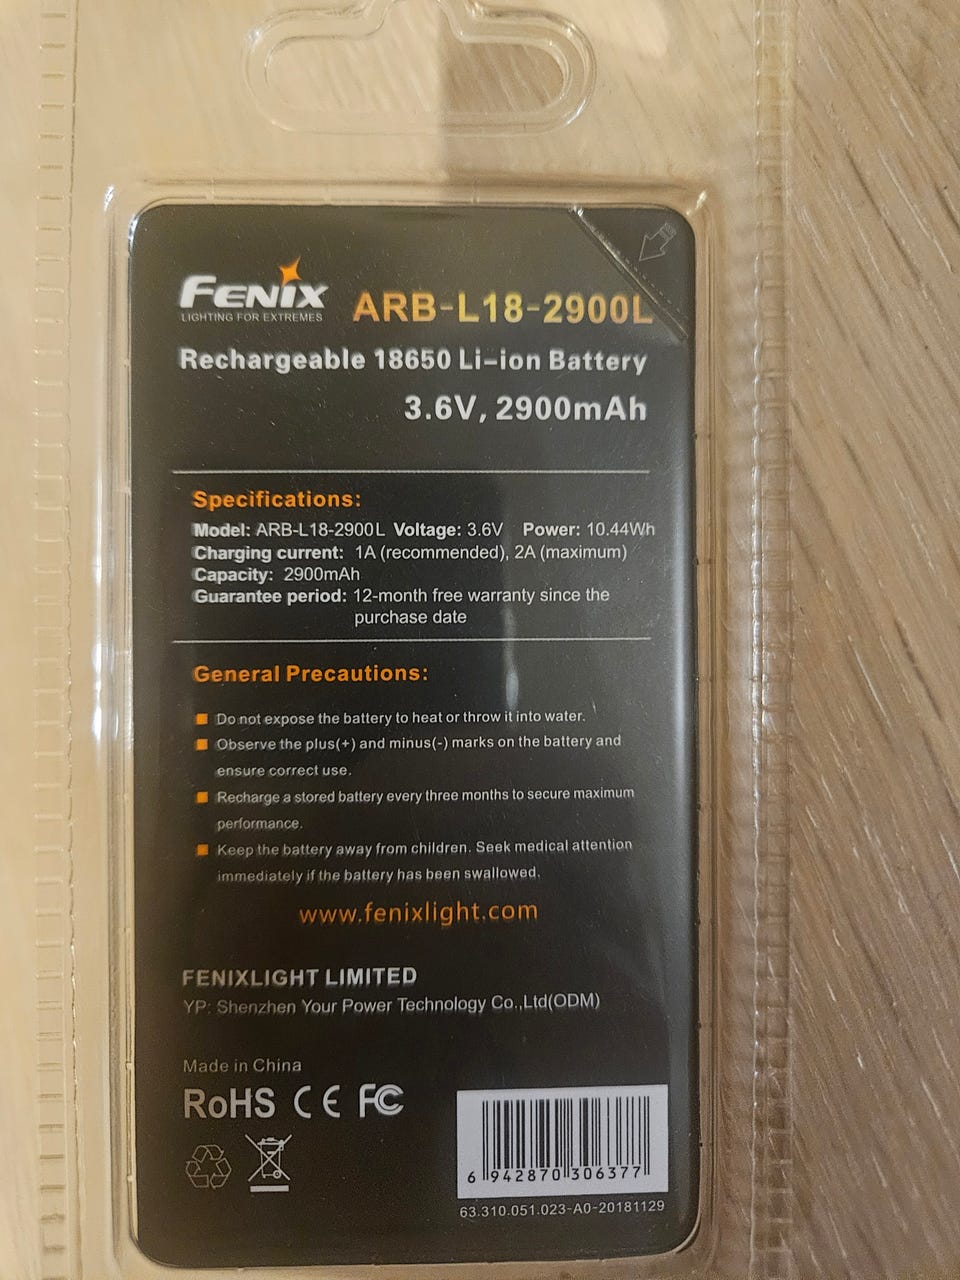 FENIX
LIGHTING FOR EXTREMES
ARB-L18-2900L
Rechargeable 18650 Li-ion Battery
3.6V, 2900mAh
Specifications:
Model: ARB-L18-2900L Voltage: 3.6V Power: 10.44Wh
Charging current: 1A (recommended), 2A (maximum)
Capacity: 2900mAh
Guarantee period: 12-month free warranty since the
purchase date
General Precautions:
Do not expose the battery to heat or throw it into water.
Observe the plus(+) and minus(-) marks on the battery and
ensure correct use.
Recharge a stored battery every three months to secure maximum
performance.
Keep the battery away from children. Seek medical attention
immediately if the battery has been swallowed.
www.fenixlight.com
FENIXLIGHT LIMITED
YP: Shenzhen Your Power Technology Co.,Ltd(ODM)
Made in China
RoHS CE FC
6 942870 306377
63.310.051.023-A0-20181129